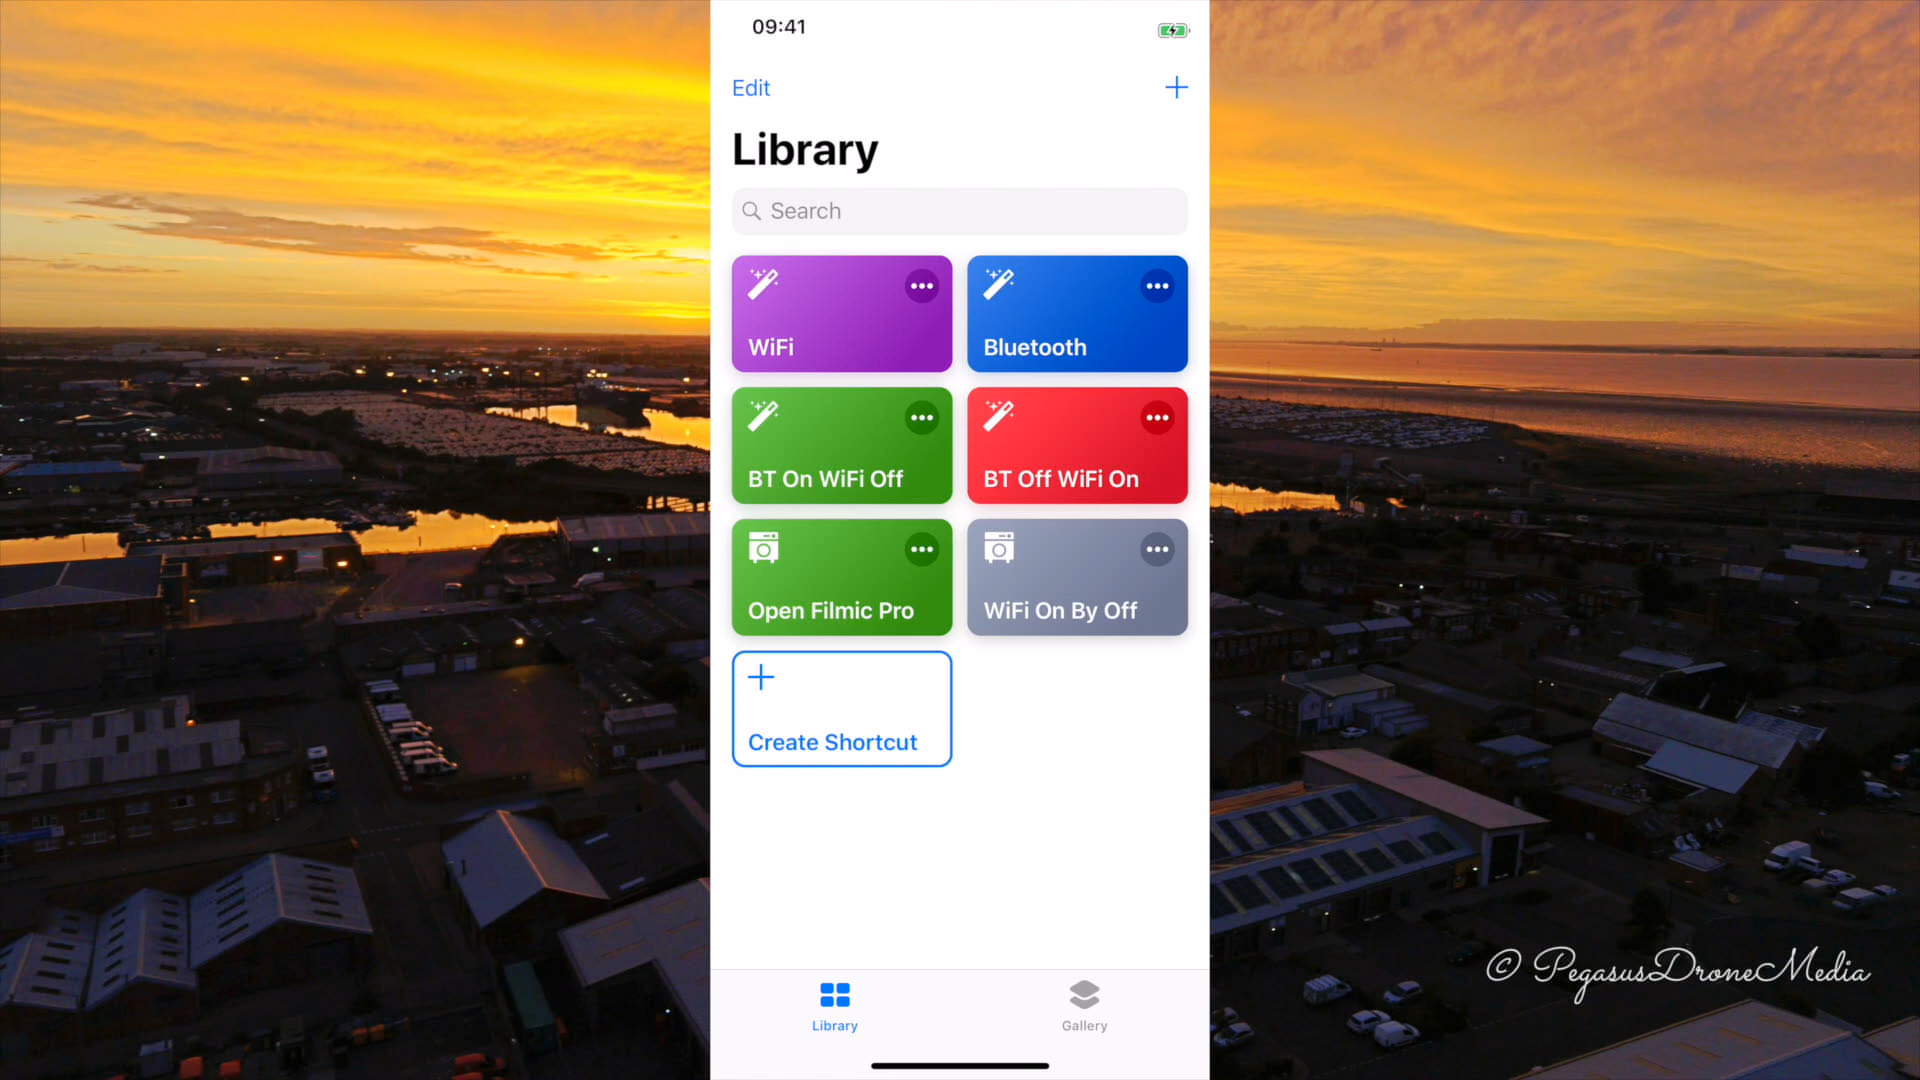 09:41
Edit
Library
Search
WiFi
Bluetooth
BT On WiFi Off
BT Off WiFi On
Open Filmic Pro
WiFi On By Off
Create Shortcut
© PegasusDroneMedia
Library
Gallery